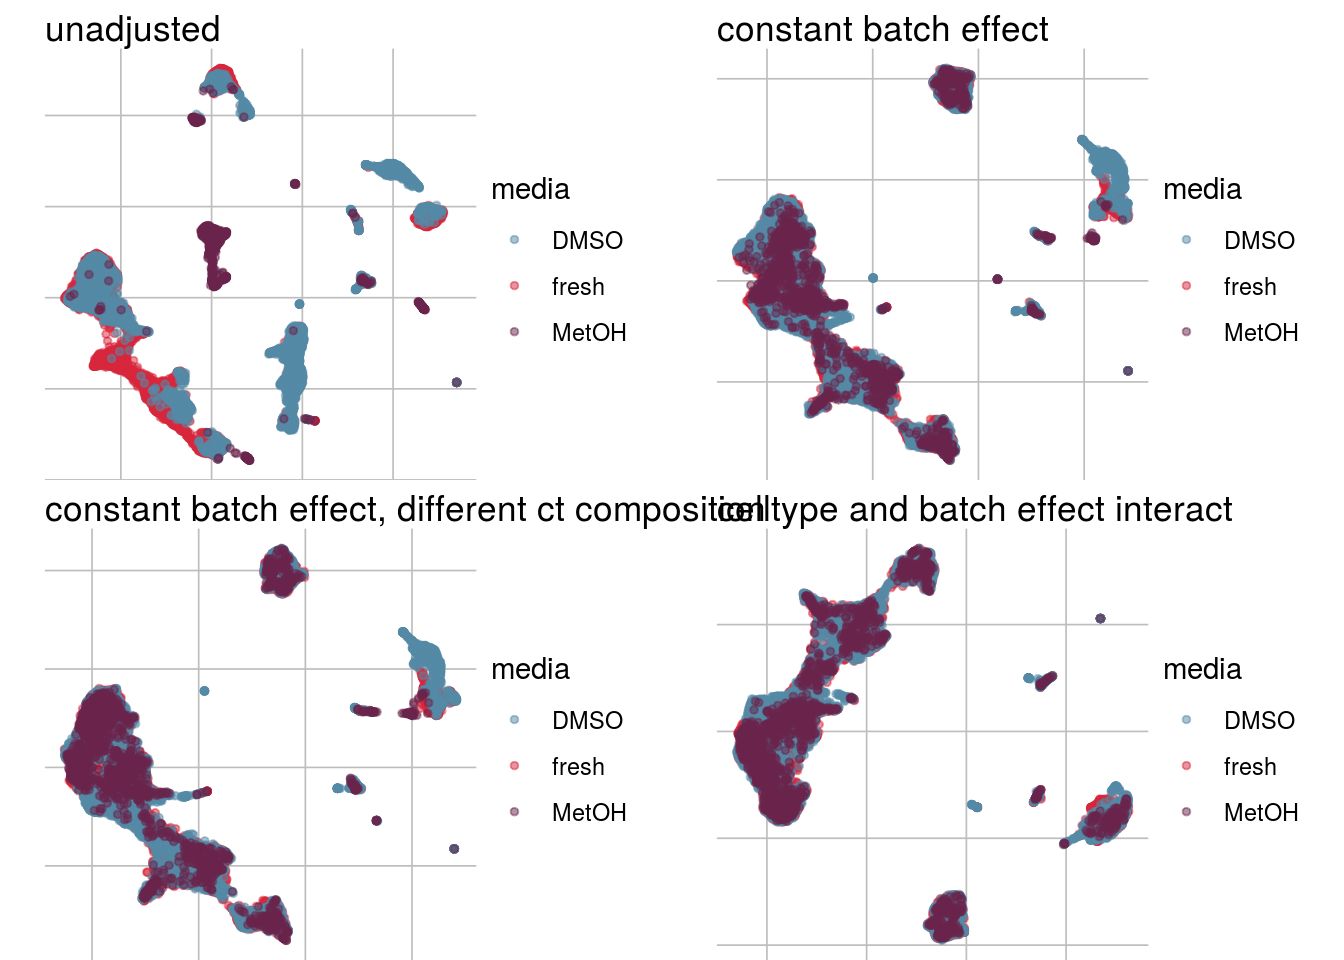 unadjusted
media
DMSO
fresh
MetOH
constant batch effect
media
DMSO
fresh
MetOH
constant batch effect, different ct composition
media
DMSO
fresh
MetOH
celltype and batch effect interact
media
DMSO
fresh
MetOH